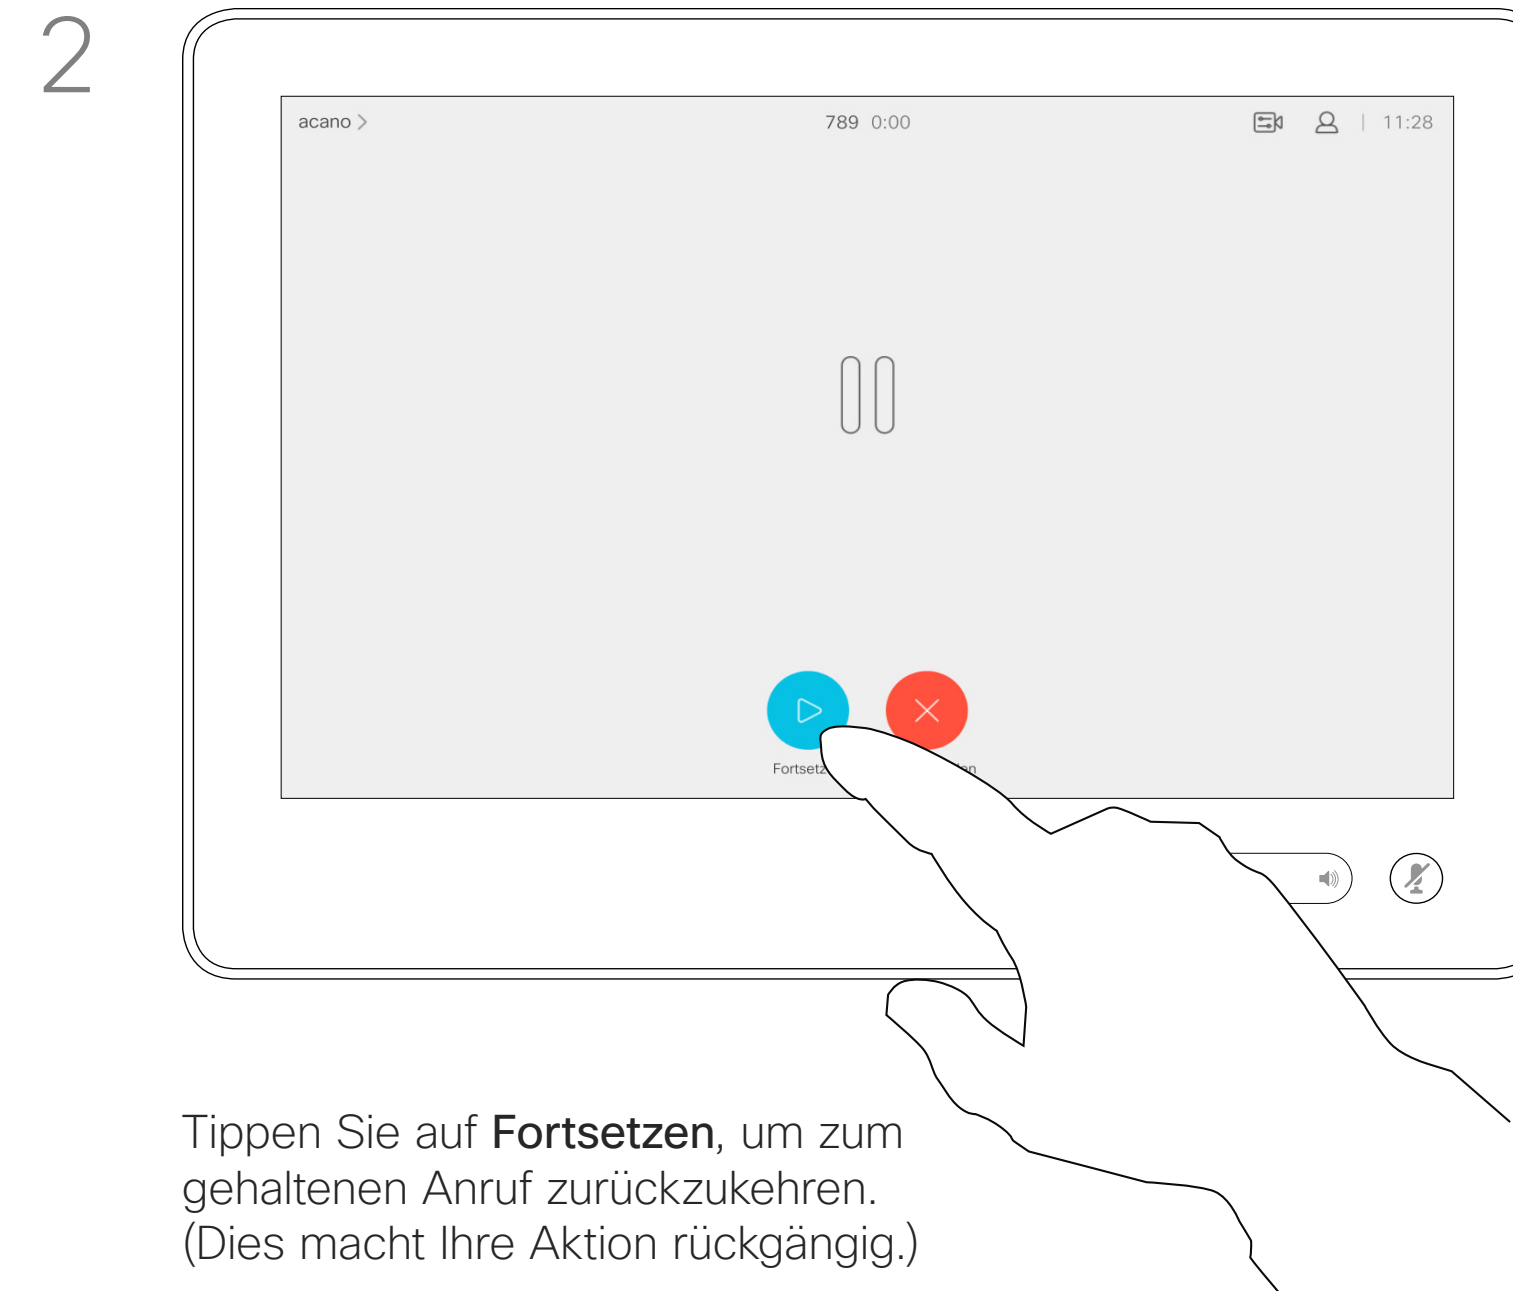 2
acano
789 0:00
11:28
Tippen Sie auf Fortsetzen, um zum
gehaltenen Anruf zurückzukehren.
(Dies macht Ihre Aktion rückgängig.)